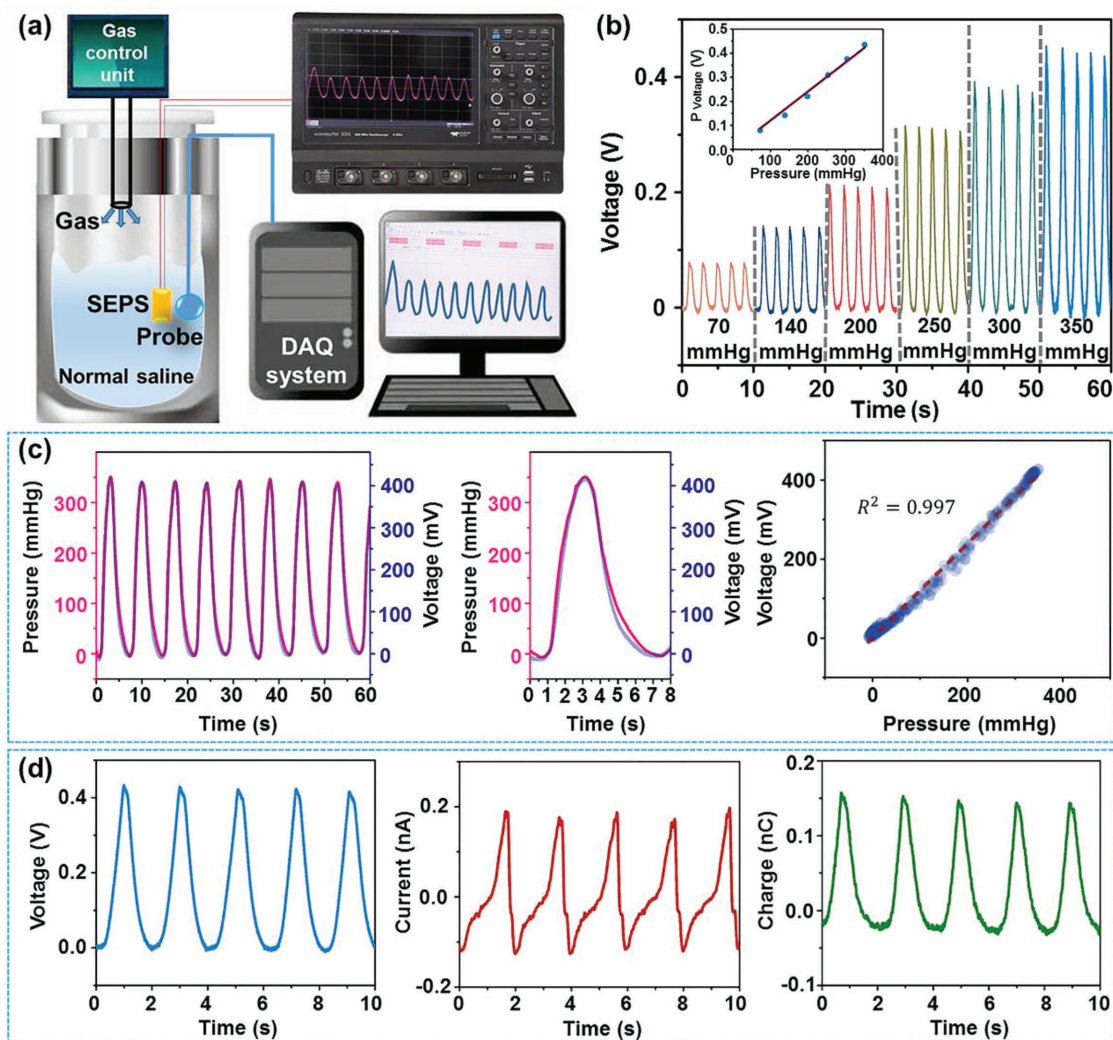 (a)
Gas
control
unit
Gas
SEPS
Probe
Normal saline
DAQ
system
(b)
Voltage (V)
0.4
0.2
0
P Voltage (V)
0.5
0.4
0.3
0.2
0.1
0.0
0 100 200 300 400
Pressure (mmHg)
70 140 200 250 300 350
mmHg mmHg mmHg mmHg mmHg mmHg
0 10 20 30 40 50 60
Time (s)
(c)
Pressure (mmHg)
300
200
100
0
Voltage (mV)
400
300
200
100
0
0 10 20 30 40 50 60
Time (s)
Pressure (mmHg)
300
200
100
0
Voltage (mV)
400
300
200
100
0
0 1 2 3 4 5 6 7 8
Time (s)
Voltage (mV)
400
200
0
R² = 0.997
0 200 400
Pressure (mmHg)
(d)
Voltage (V)
0.4
0.2
0.0
0 2 4 6 8 10
Time (s)
Current (nA)
0.2
0.0
-0.2
0 2 4 6 8 10
Time (s)
Charge (nC)
0.2
0.1
0.0
-0.1
0 2 4 6 8 10
Time (s)